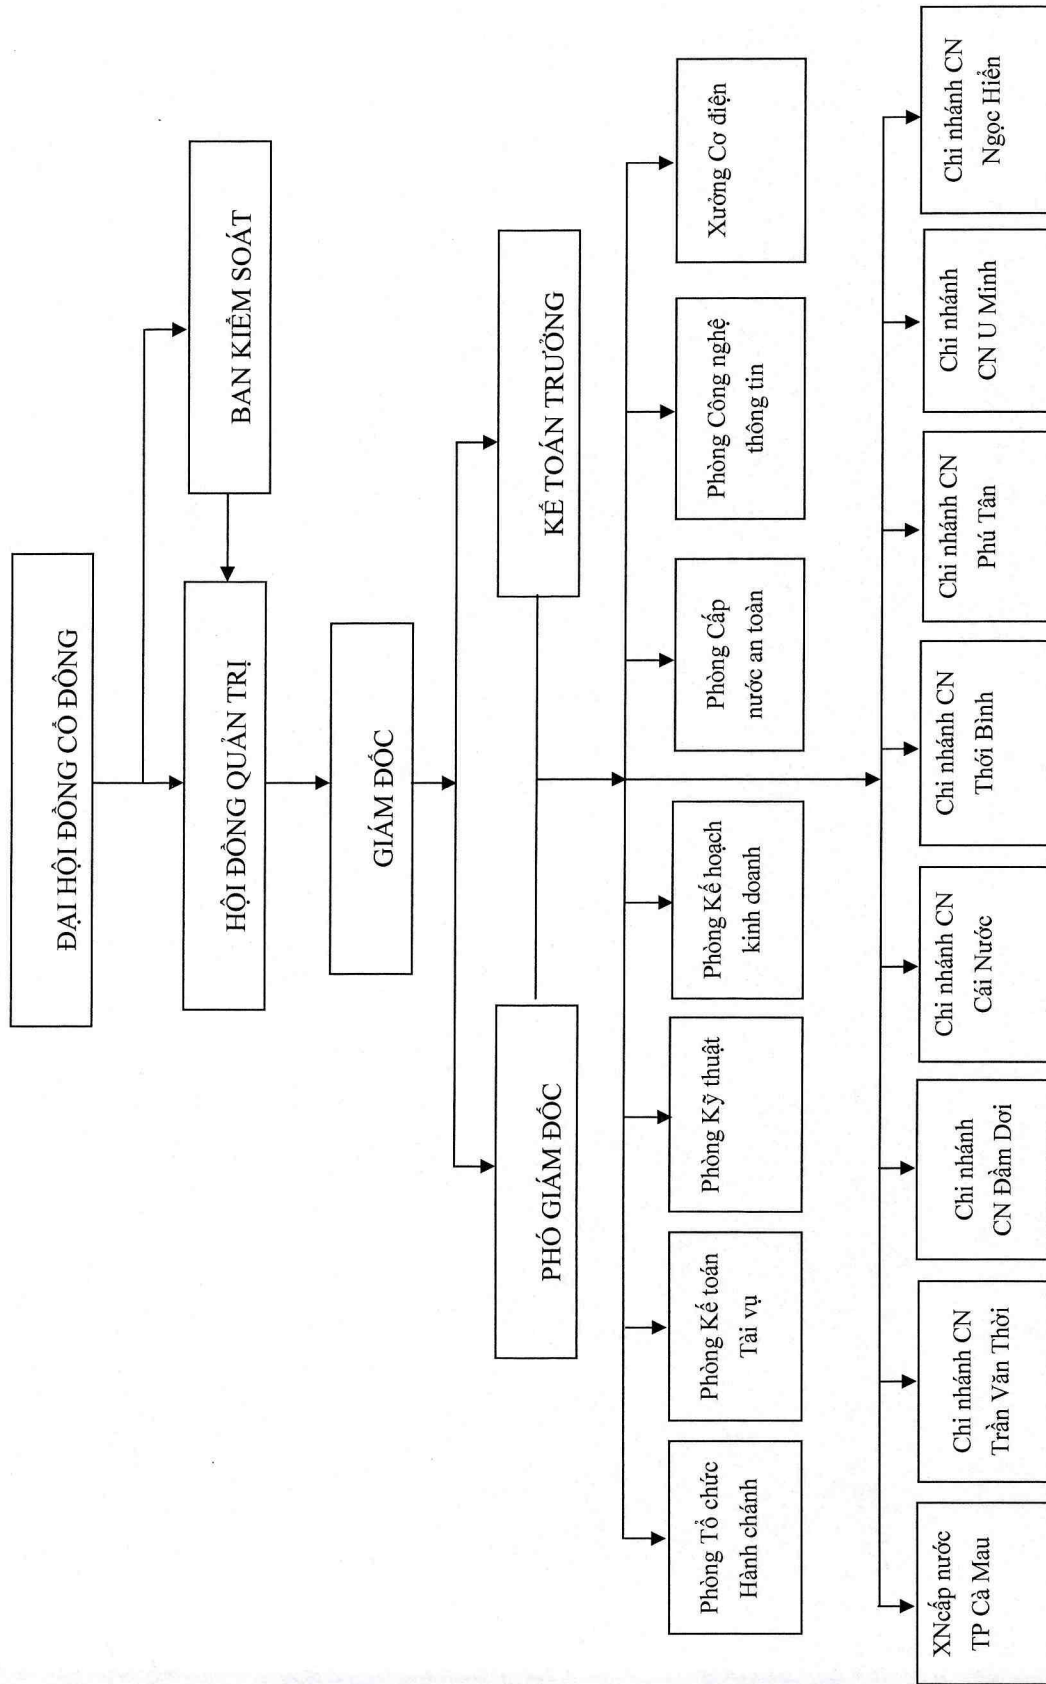 ĐẠI HỘI ĐỒNG CỔ ĐÔNG
BAN KIỂM SOÁT
HỘI ĐỒNG QUẢN TRỊ
GIÁM ĐỐC
PHÓ GIÁM ĐỐC
KẾ TOÁN TRƯỞNG
Phòng Tổ chức
Hành chánh
Phòng Kế toán
Tài vụ
Phòng Kỹ thuật
Phòng Kế hoạch
kinh doanh
Phòng Cấp
nước an toàn
Phòng Công nghệ
thông tin
Xưởng Cơ điện
XNcấp nước
TP Cà Mau
Chi nhánh CN
Trần Văn Thời
Chi nhánh
CN Đầm Dơi
Chi nhánh CN
Cái Nước
Chi nhánh CN
Thới Bình
Chi nhánh CN
Phú Tân
Chi nhánh
CN U Minh
Chi nhánh CN
Ngọc Hiển